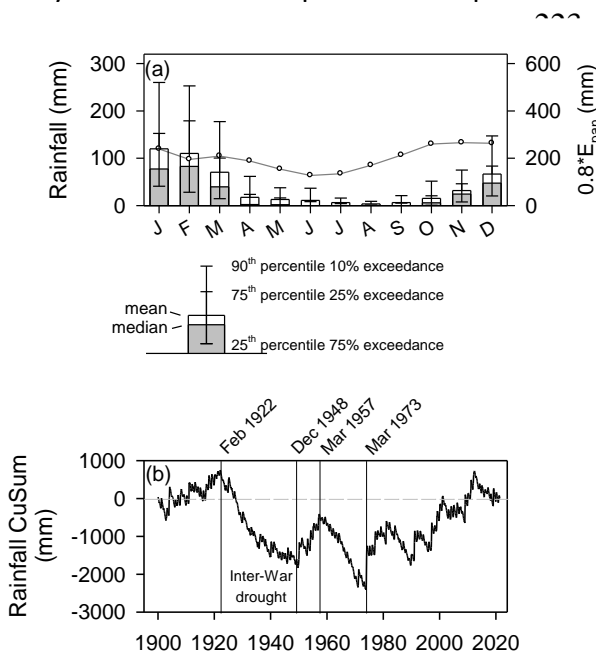 (a)
Rainfall (mm)
300
200
100
0
600
400
200
0
0.8*E_pan (mm)
J F M A M J J A S O N D
90th percentile 10% exceedance
75th percentile 25% exceedance
mean
median
25th percentile 75% exceedance
Feb 1922
Dec 1948
Mar 1957
Mar 1973
(b)
Rainfall CuSum
(mm)
1000
0
-1000
-2000
-3000
Inter-War
drought
1900 1920 1940 1960 1980 2000 2020